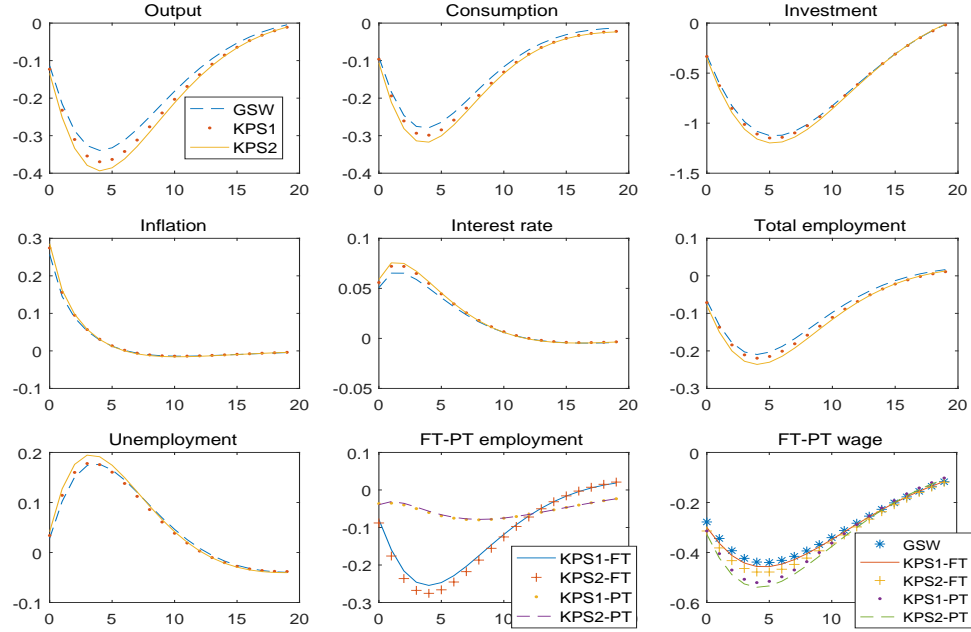 Output
0
-0.1
-0.2
-0.3
-0.4
0 5 10 15 20
GSW
KPS1
KPS2
Consumption
0
-0.1
-0.2
-0.3
-0.4
0 5 10 15 20
Investment
0
-0.5
-1.0
-1.5
0 5 10 15 20
Inflation
0.3
0.2
0.1
0
-0.1
0 5 10 15 20
Interest rate
0.1
0.05
0
-0.05
0 5 10 15 20
Total employment
0.1
0
-0.1
-0.2
-0.3
0 5 10 15 20
Unemployment
0.2
0.1
0
-0.1
0 5 10 15 20
FT-PT employment
0.1
0
-0.1
-0.2
-0.3
0 5 10
KPS1-FT
KPS2-FT
KPS1-PT
KPS2-PT
FT-PT wage
0
-0.2
-0.4
-0.6
0 5 10
GSW
KPS1-FT
KPS2-FT
KPS1-PT
KPS2-PT